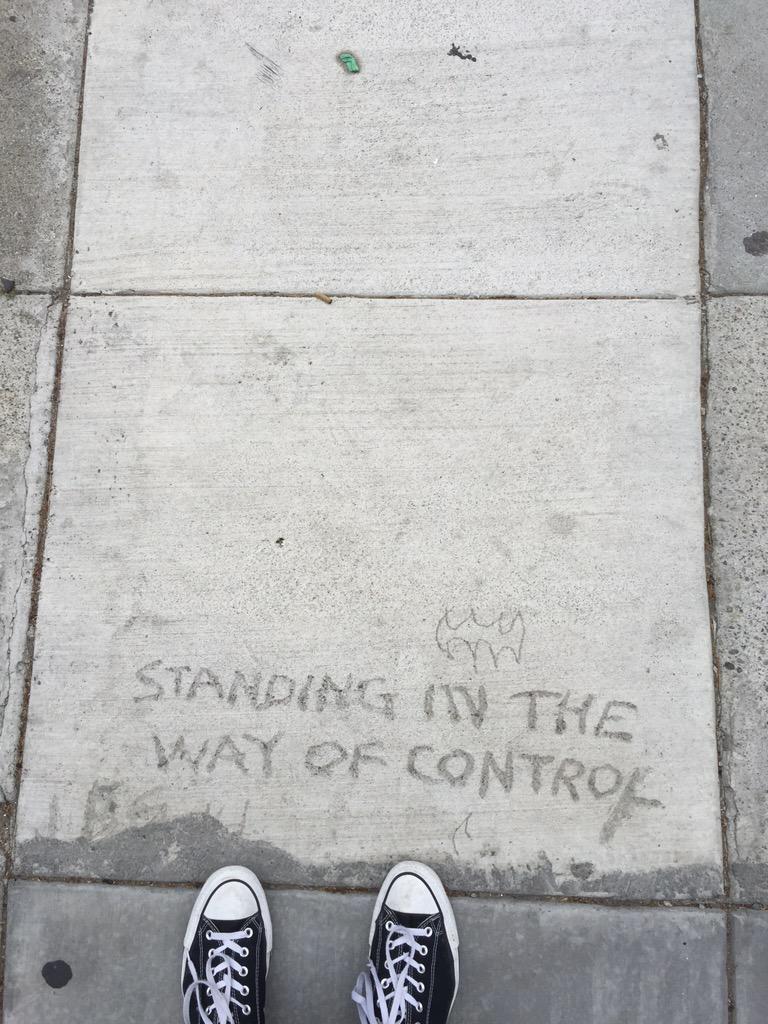 STANDING IN THE
WAY OF CONTROL